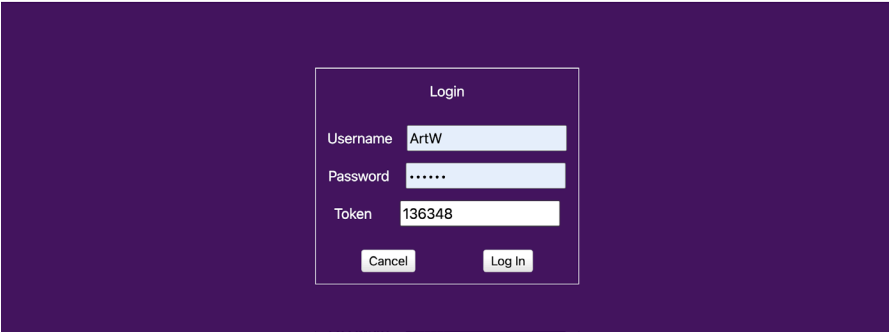 Login
Username ArtW
Password ••••••
Token 136348
Cancel Log In